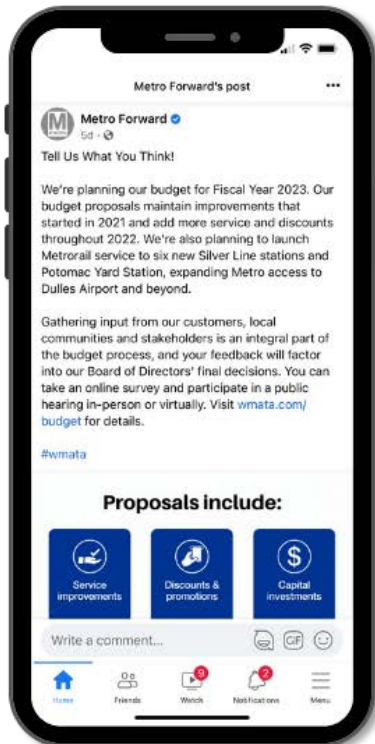 Metro Forward's post
•••
M
metro
Metro Forward
5d ·
Tell Us What You Think!
We're planning our budget for Fiscal Year 2023. Our
budget proposals maintain improvements that
started in 2021 and add more service and discounts
throughout 2022. We're also planning to launch
Metrorail service to six new Silver Line stations and
Potomac Yard Station, expanding Metro access to
Dulles Airport and beyond.
Gathering input from our customers, local
communities and stakeholders is an integral part of
the budget process, and your feedback will factor
into our Board of Directors' final decisions. You can
take an online survey and participate in a public
hearing in-person or virtually. Visit wmata.com/
budget for details.
#wmata
Proposals include:
Service
improvements
Discounts &
promotions
$
Capital
investments
Write a comment...
GIF
9
2
Home
Friends
Watch
Notifications
Menu